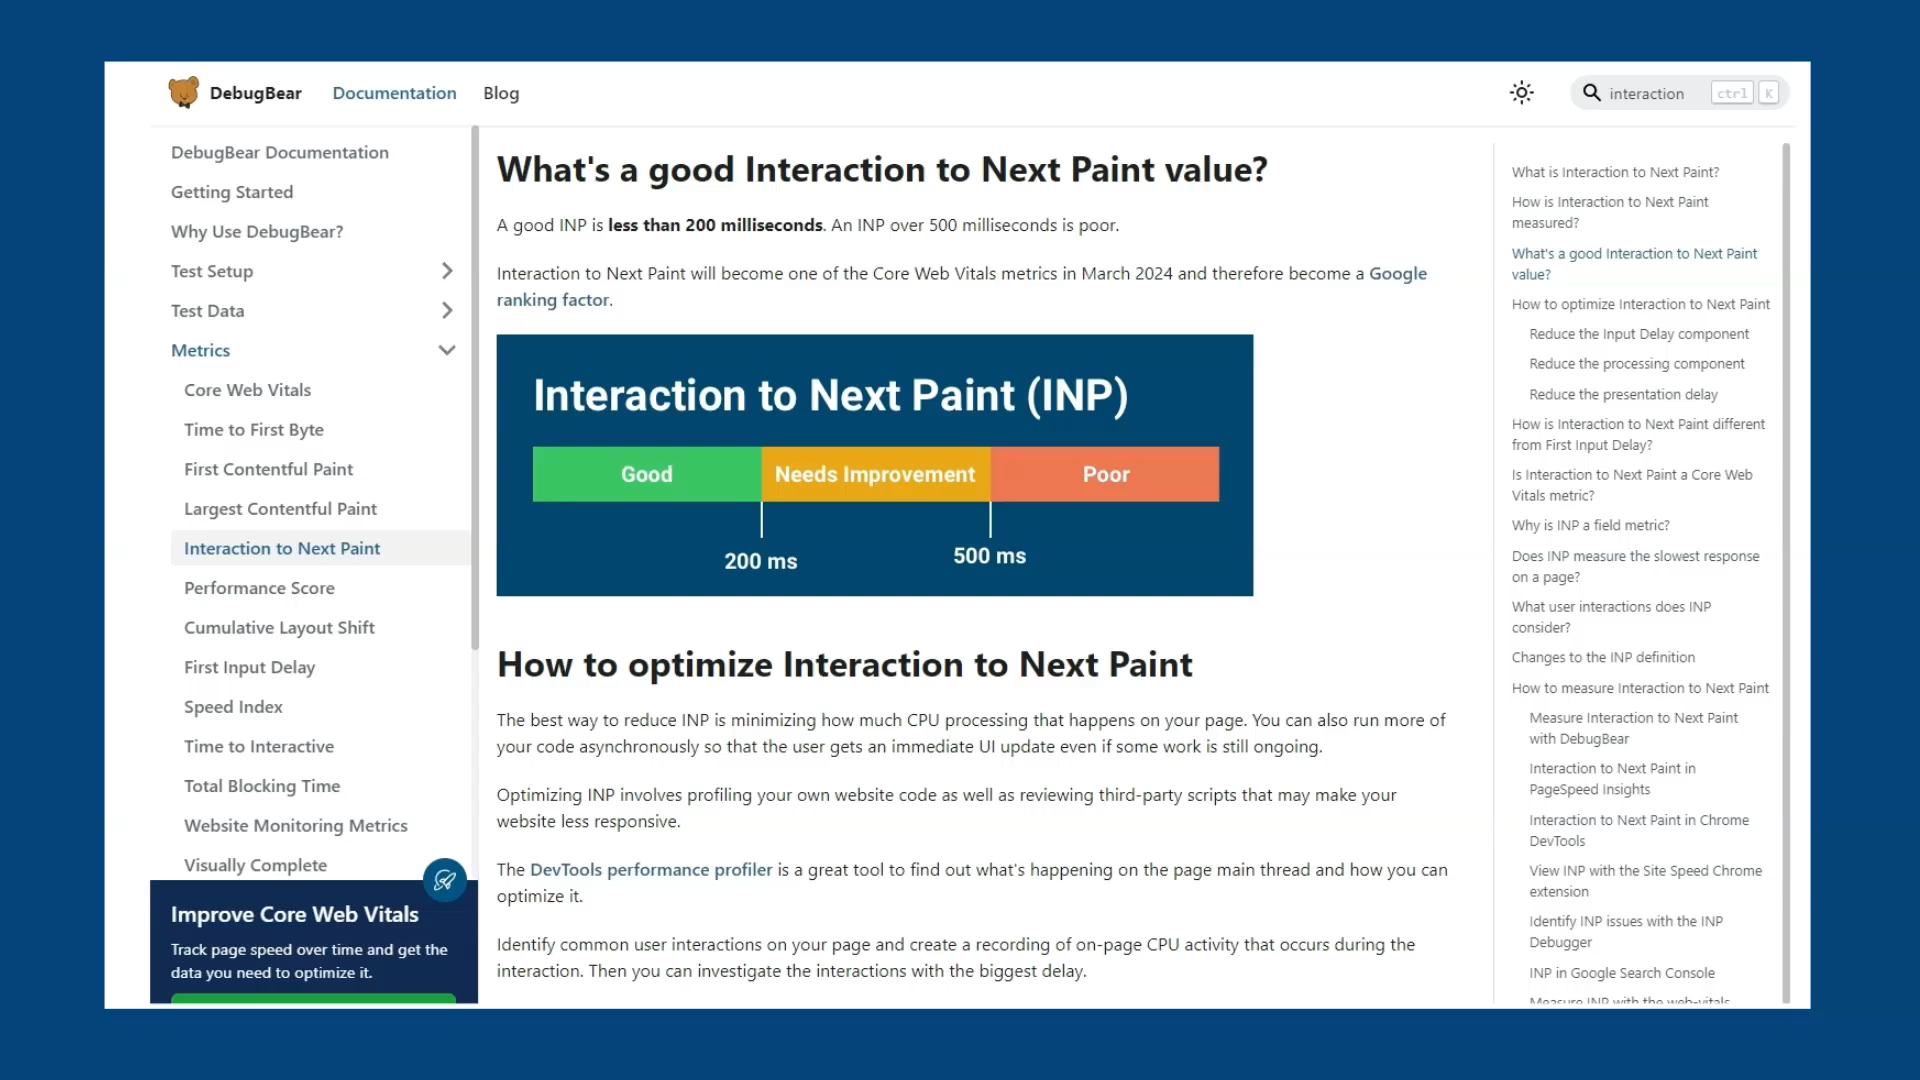 DebugBear
Documentation
Blog
interaction
ctrl
K
DebugBear Documentation
Getting Started
Why Use DebugBear?
Test Setup
Test Data
Metrics
Core Web Vitals
Time to First Byte
First Contentful Paint
Largest Contentful Paint
Interaction to Next Paint
Performance Score
Cumulative Layout Shift
First Input Delay
Speed Index
Time to Interactive
Total Blocking Time
Website Monitoring Metrics
Visually Complete
Improve Core Web Vitals
Track page speed over time and get the
data you need to optimize it.
What's a good Interaction to Next Paint value?
A good INP is less than 200 milliseconds. An INP over 500 milliseconds is poor.
Interaction to Next Paint will become one of the Core Web Vitals metrics in March 2024 and therefore become a Google
ranking factor.
Interaction to Next Paint (INP)
Good
Needs Improvement
Poor
200 ms
500 ms
How to optimize Interaction to Next Paint
The best way to reduce INP is minimizing how much CPU processing that happens on your page. You can also run more of
your code asynchronously so that the user gets an immediate UI update even if some work is still ongoing.
Optimizing INP involves profiling your own website code as well as reviewing third-party scripts that may make your
website less responsive.
The DevTools performance profiler is a great tool to find out what's happening on the page main thread and how you can
optimize it.
Identify common user interactions on your page and create a recording of on-page CPU activity that occurs during the
interaction. Then you can investigate the interactions with the biggest delay.
What is Interaction to Next Paint?
How is Interaction to Next Paint
measured?
What's a good Interaction to Next Paint
value?
How to optimize Interaction to Next Paint
Reduce the Input Delay component
Reduce the processing component
Reduce the presentation delay
How is Interaction to Next Paint different
from First Input Delay?
Is Interaction to Next Paint a Core Web
Vitals metric?
Why is INP a field metric?
Does INP measure the slowest response
on a page?
What user interactions does INP
consider?
Changes to the INP definition
How to measure Interaction to Next Paint
Measure Interaction to Next Paint
with DebugBear
Interaction to Next Paint in
PageSpeed Insights
Interaction to Next Paint in Chrome
DevTools
View INP with the Site Speed Chrome
extension
Identify INP issues with the INP
Debugger
INP in Google Search Console
Measure INP with the web-vitals